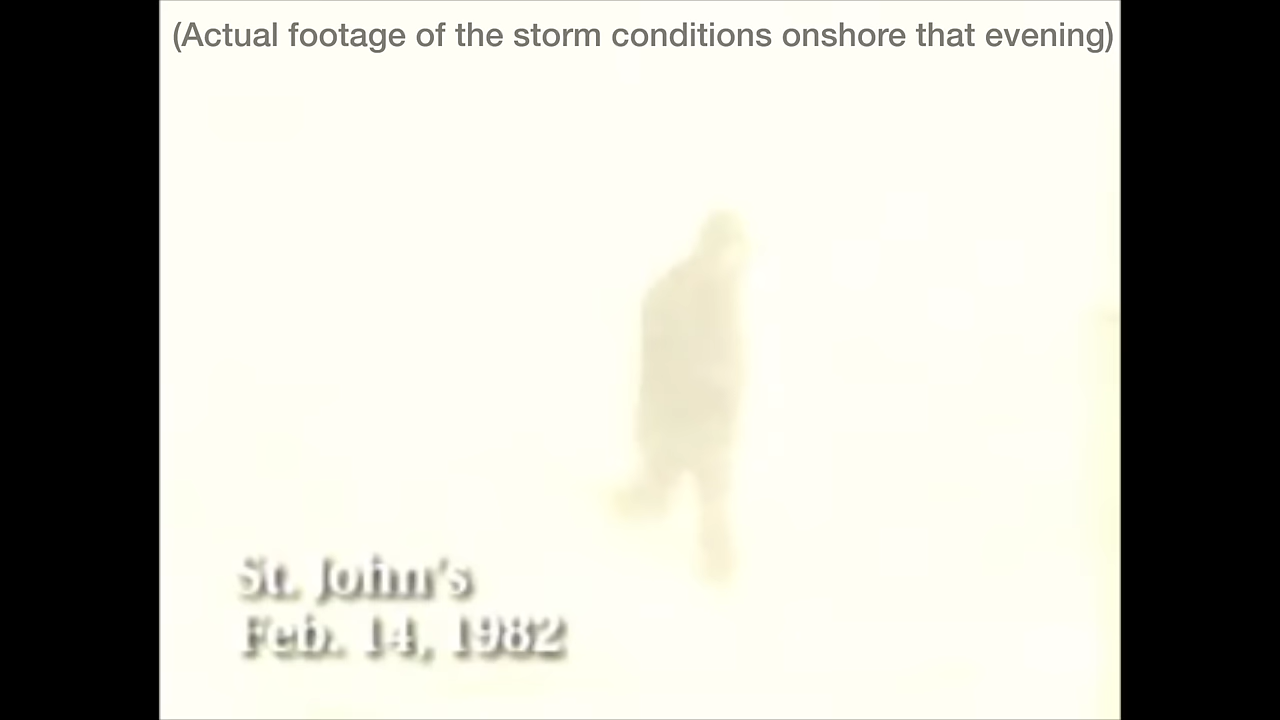 (Actual footage of the storm conditions onshore that evening)
St. John's
Feb. 14, 1982